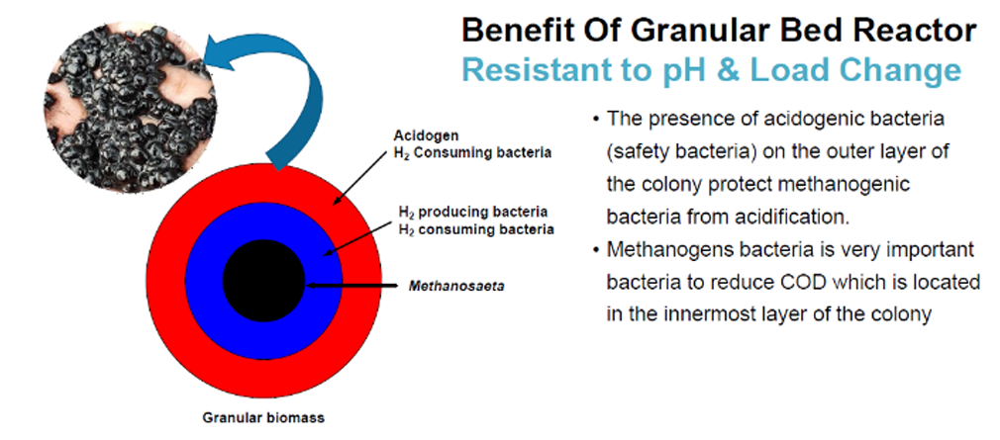 Benefit Of Granular Bed Reactor
Resistant to pH & Load Change
Acidogen
H₂ Consuming bacteria
H₂ producing bacteria
H₂ consuming bacteria
Methanosaeta
Granular biomass
• The presence of acidogenic bacteria
(safety bacteria) on the outer layer of
the colony protect methanogenic
bacteria from acidification.
• Methanogens bacteria is very important
bacteria to reduce COD which is located
in the innermost layer of the colony